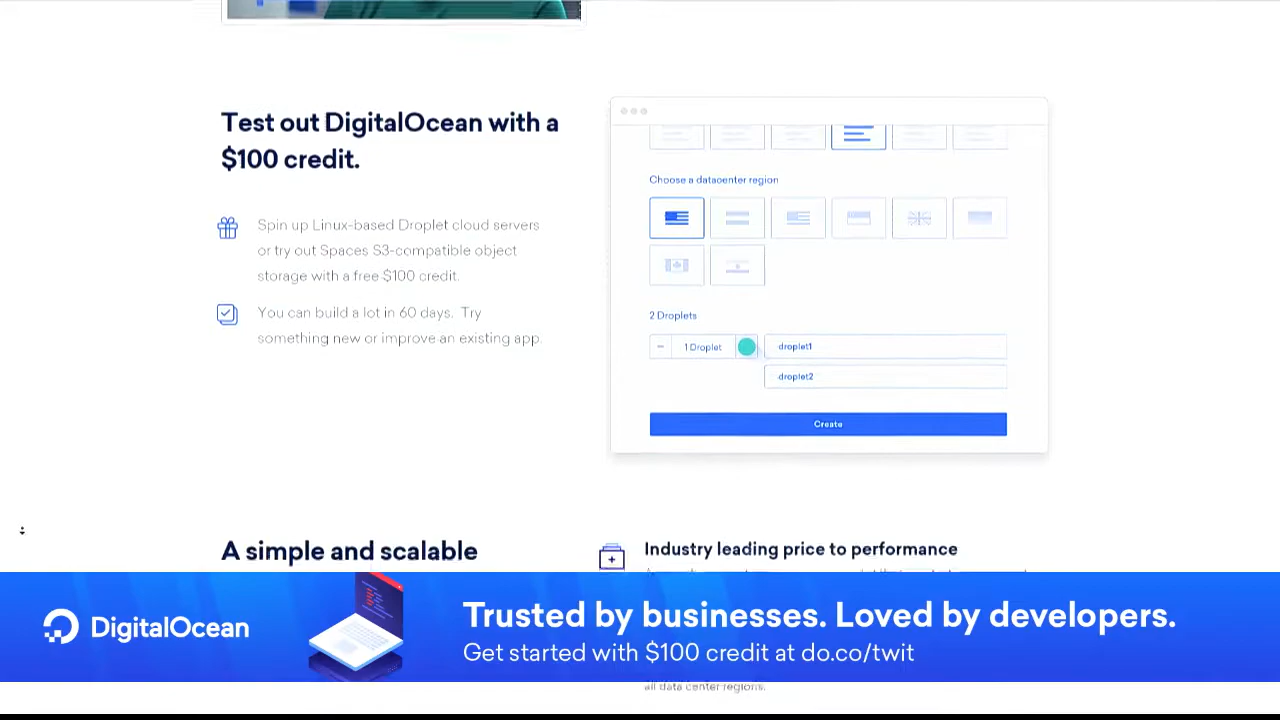 Test out DigitalOcean with a
$100 credit.
Spin up Linux-based Droplet cloud servers
or try out Spaces S3-compatible object
storage with a free $100 credit.
You can build a lot in 60 days. Try
something new or improve an existing app.
Choose a datacenter region
2 Droplets
1 Droplet
droplet1
droplet2
Create
A simple and scalable
Industry leading price to performance
DigitalOcean
Trusted by businesses. Loved by developers.
Get started with $100 credit at do.co/twit
all data center regions.